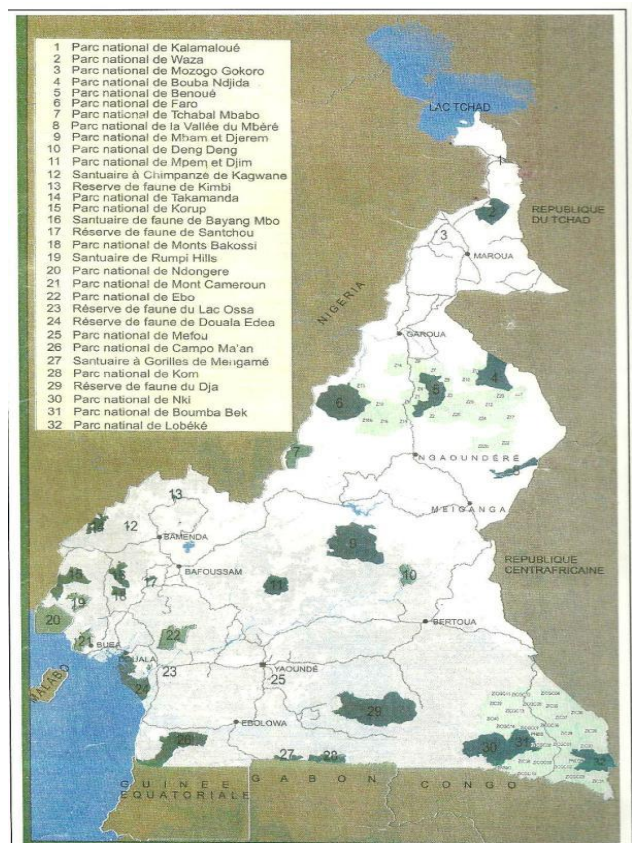 1 Parc national de Kalamaloué
2 Parc national de Waza
3 Parc national de Mozogo Gokoro
4 Parc national de Bouba Ndjida
5 Parc national de Benoué
6 Parc national de Faro
7 Parc national de Tchabal Mbabo
8 Parc national de la Vallée du Mbéré
9 Parc national de Mbam et Djerem
10 Parc national de Deng Deng
11 Parc national de Mpem et Djim
12 Santuaire à Chimpanzé de Kagwane
13 Reserve de faune de Kimbi
14 Parc national de Takamanda
15 Parc national de Korup
16 Santuaire de faune de Bayang Mbo
17 Réserve de faune de Santchou
18 Parc national de Monts Bakossi
19 Santuaire de Rumpi Hills
20 Parc national de Ndongere
21 Parc national de Mont Cameroun
22 Parc national de Ebo
23 Réserve de faune du Lac Ossa
24 Réserve de faune de Douala Edea
25 Parc national de Mefou
26 Parc national de Campo Ma'an
27 Santuaire à Gorilles de Mengamé
28 Parc national de Kom
29 Réserve de faune du Dja
30 Parc national de Nki
31 Parc national de Boumba Bek
32 Parc natinal de Lobéké
LAC TCHAD
1
2
REPUBLIQUE
DU TCHAD
3
MAROUA
NIGERIA
GAROUA
4
5
6
7
NGAOUNDÉRÉ
8
MEIGANGA
13
14
12
BAMENDA
9
REPUBLIQUE
CENTRAFRICAINE
15
16
17
BAFOUSSAM
11
10
18
19
20
21
BUEA
22
BERTOUA
DOUALA
23
YAOUNDÉ
25
MALABO
24
29
EBOLOWA
26
27
28
30
31
32
GUINEE
EQUATORIALE
GABON
CONGO